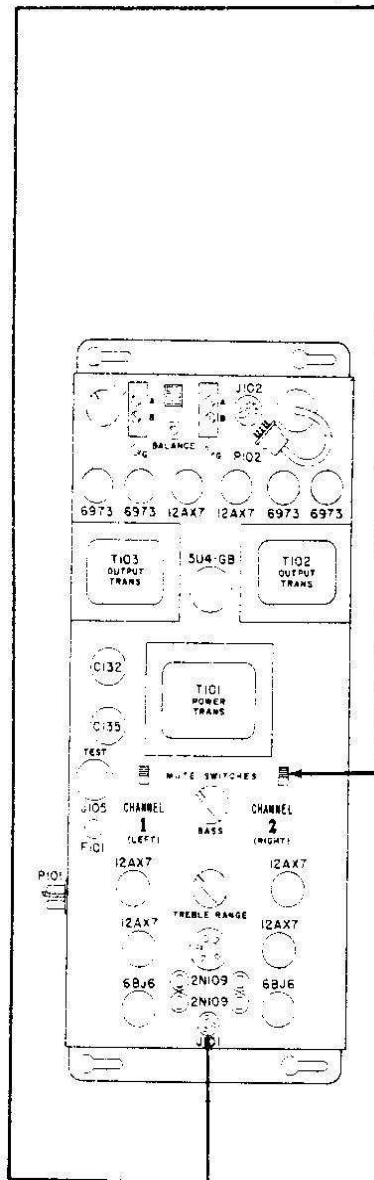 J102
A A
B B
BALANCE
G G
P102
6973 6973 12AX7 12AX7 6973 6973
T103
OUTPUT
TRANS
5U4-GB
T102
OUTPUT
TRANS
C132
T101
POWER
TRANS
C135
TEST
MUTE SWITCHES
J105
CHANNEL
1
(LEFT)
BASS
CHANNEL
2
(RIGHT)
F101
P101
12AX7 12AX7
TREBLE RANGE
12AX7 12AX7
6BJ6 2N109 6BJ6
2N109
J101